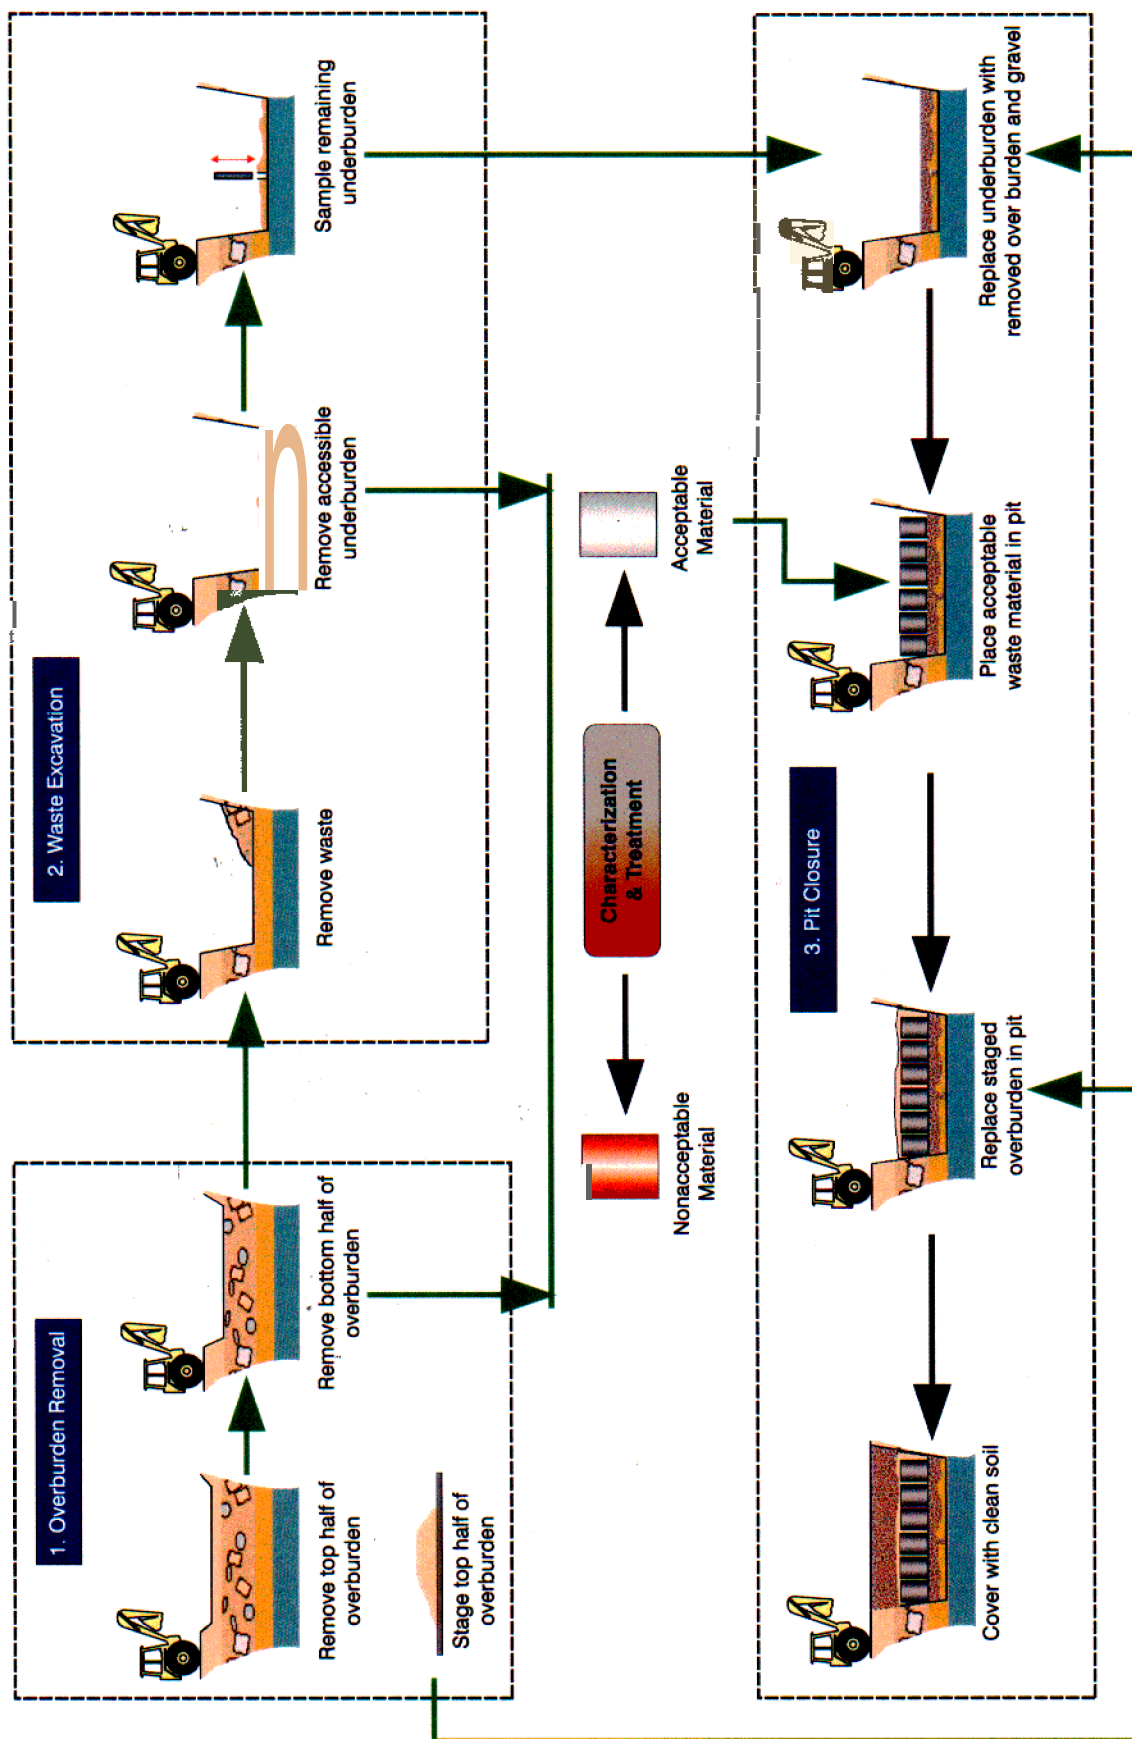 1. Overburden Removal
Remove top half of
overburden
Remove bottom half of
overburden
Stage top half of
overburden
2. Waste Excavation
Remove waste
Remove accessible
underburden
Sample remaining
underburden
Nonacceptable
Material
Characterization
& Treatment
Acceptable
Material
3. Pit Closure
Cover with clean soil
Replace staged
overburden in pit
Place acceptable
waste material in pit
Replace underburden with
removed over burden and gravel